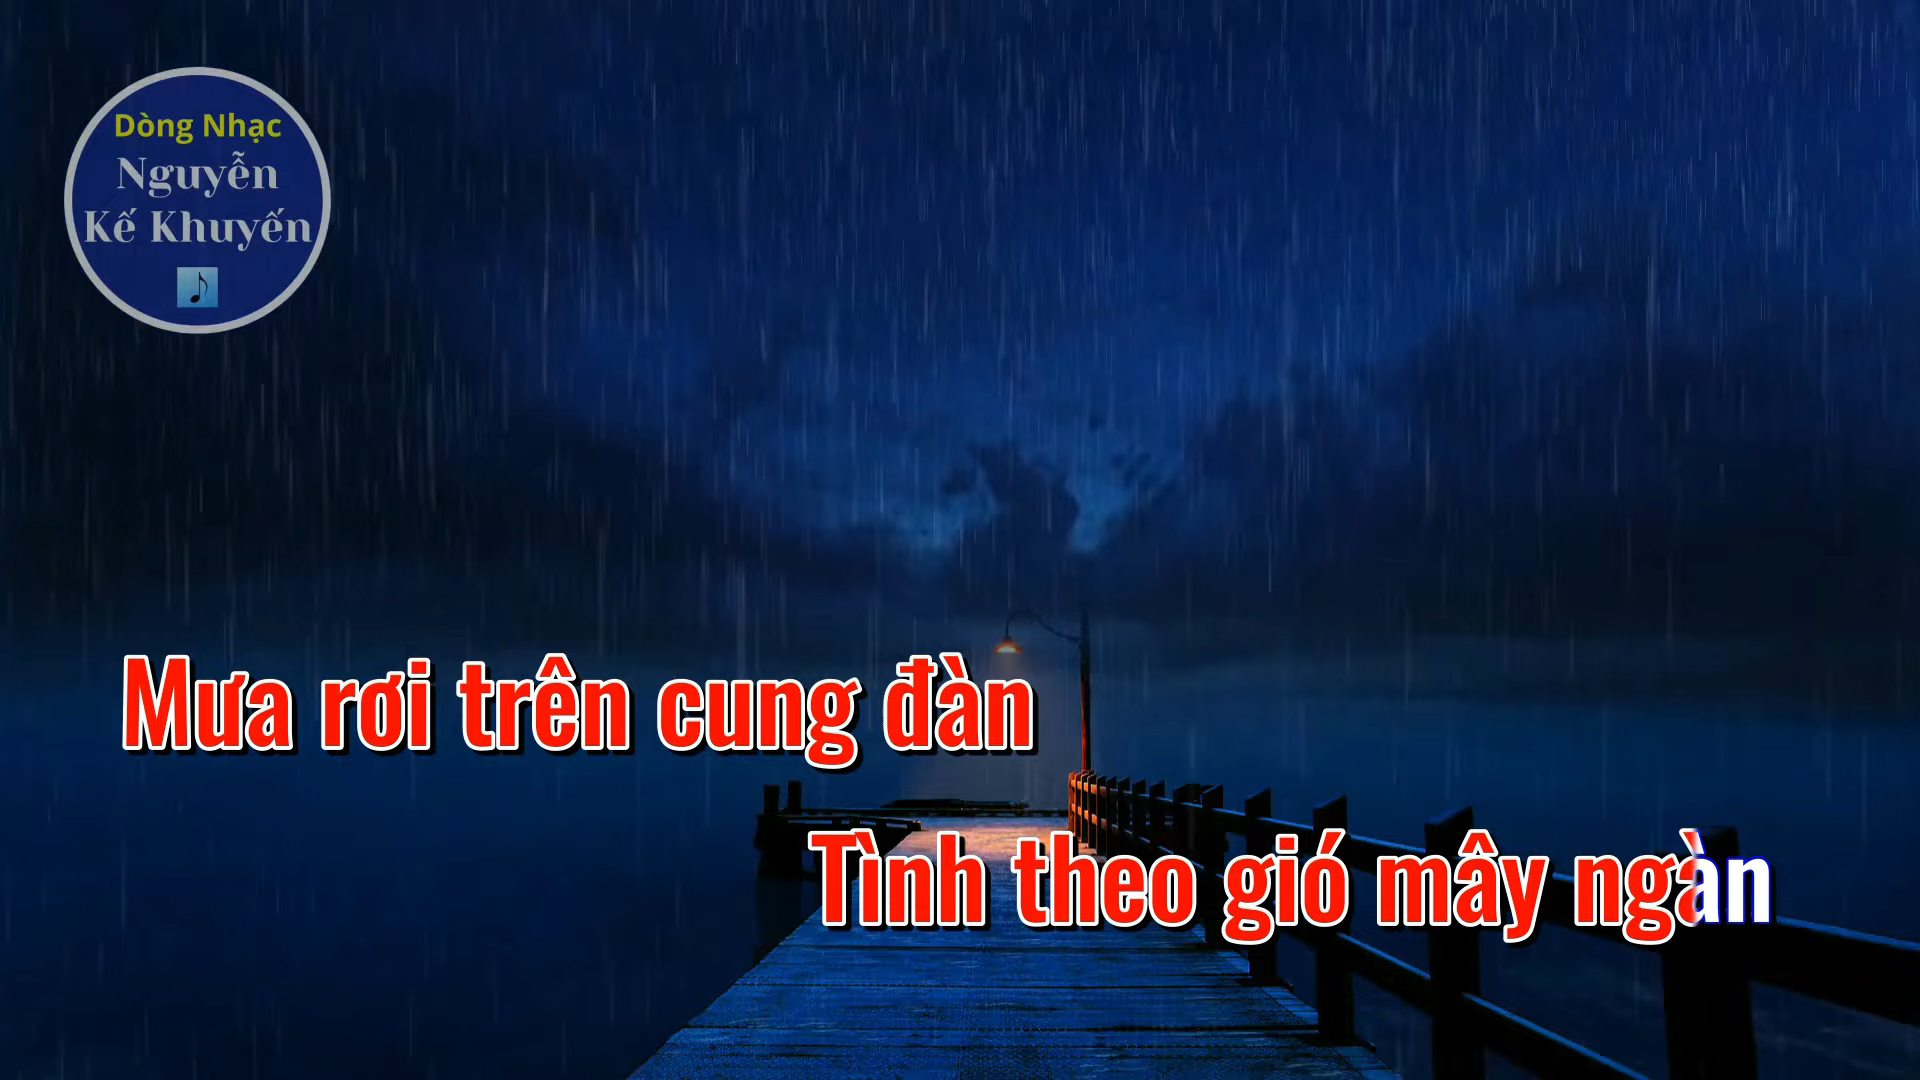 Dòng Nhạc
Nguyễn
Kế Khuyến
Mưa rơi trên cung đàn
Tình theo gió mây ngàn